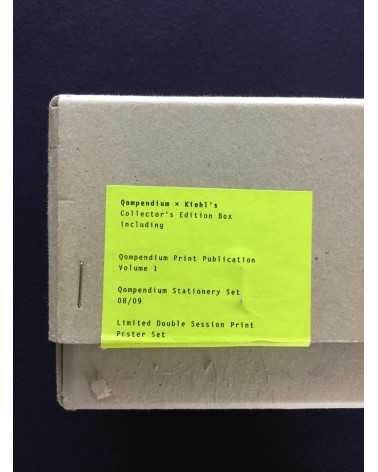 Qompendium × Kiehl's
Collector's Edition Box
including
Qompendium Print Publication
Volume 1
Qompendium Stationery Set
08/09
Limited Double Session Print
Poster Set